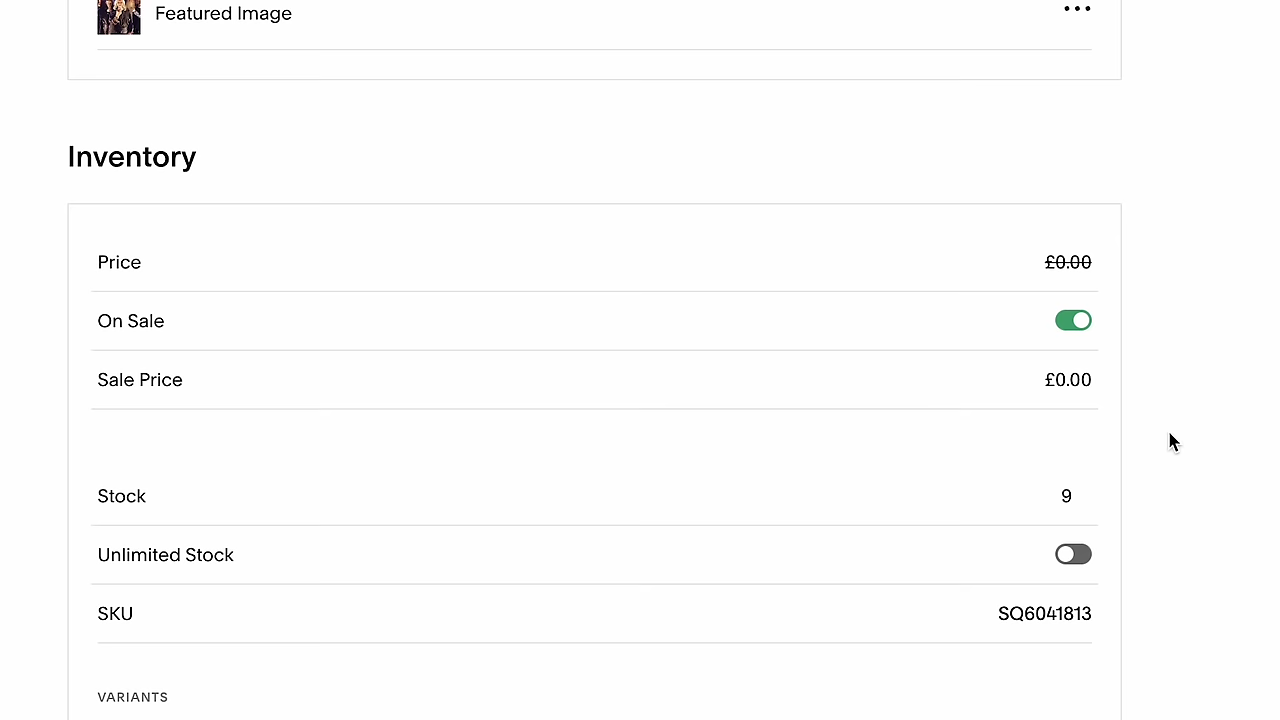 Featured Image
Inventory
Price £0.00
On Sale
Sale Price £0.00
Stock 9
Unlimited Stock
SKU SQ6041813
VARIANTS